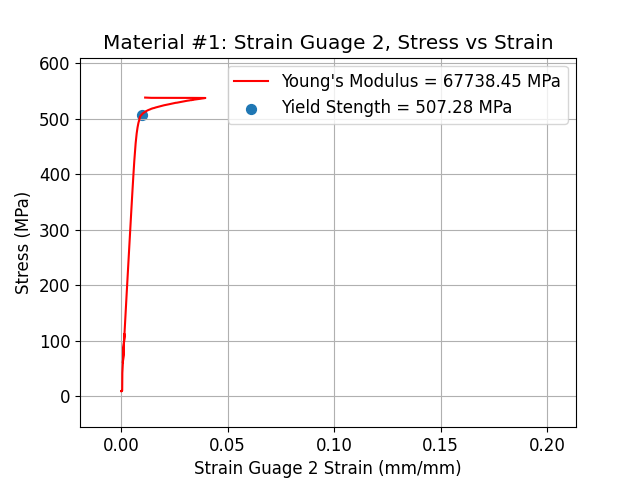 Material #1: Strain Guage 2, Stress vs Strain
Young's Modulus = 67738.45 MPa
Yield Stength = 507.28 MPa
600
500
400
300
200
100
0
Stress (MPa)
0.00 0.05 0.10 0.15 0.20
Strain Guage 2 Strain (mm/mm)